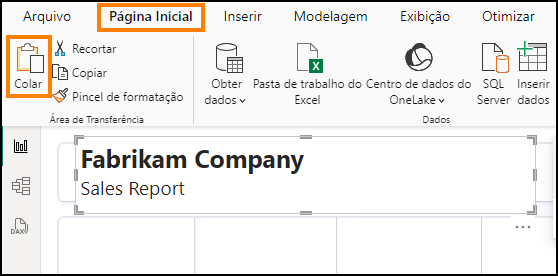 Arquivo Página Inicial Inserir Modelagem Exibição Otimizar
Colar
Recortar
Copiar
Pincel de formatação
Área de Transferência
Obter
dados
Pasta de trabalho do
Excel
Centro de dados do
OneLake
SQL
Server
Inserir
dados
Dados
Fabrikam Company
Sales Report
DAX